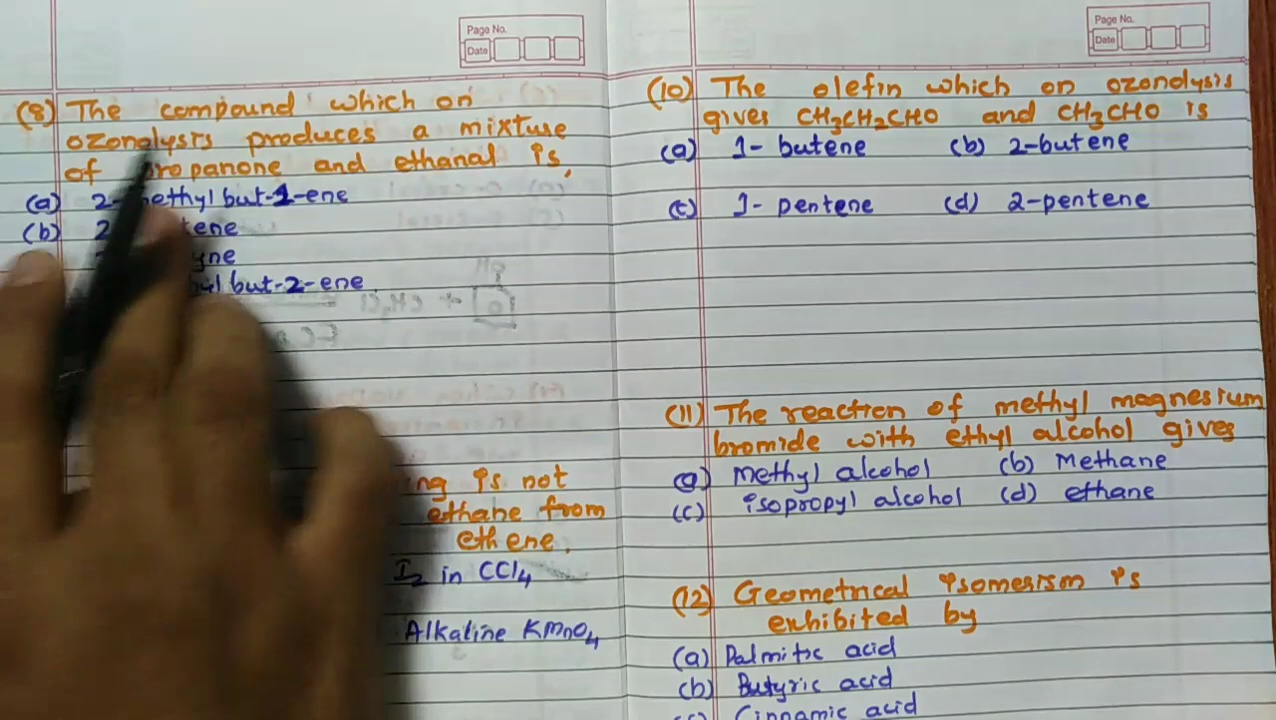 Page No.
Date
(8) The compound which on
ozonolysis produces a mixture
of propanone and ethanal is,
(a) 2-methyl but-1-ene
(b) 2
but-2-ene
ing is not
ethane from
ethene.
I2 in CCl4
Alkaline KMnO4
Page No.
Date
(10) The olefin which on ozonolysis
gives CH3CH2CHO and CH3CHO is
(a) 1-butene (b) 2-butene
(c) 1-pentene (d) 2-pentene
(11) The reaction of methyl magnesium
bromide with ethyl alcohol gives
(a) Methyl alcohol (b) Methane
(c) isopropyl alcohol (d) ethane
(12) Geometrical isomerism is
exhibited by
(a) Palmitic acid
(b) Butyric acid
(c) Cinnamic acid